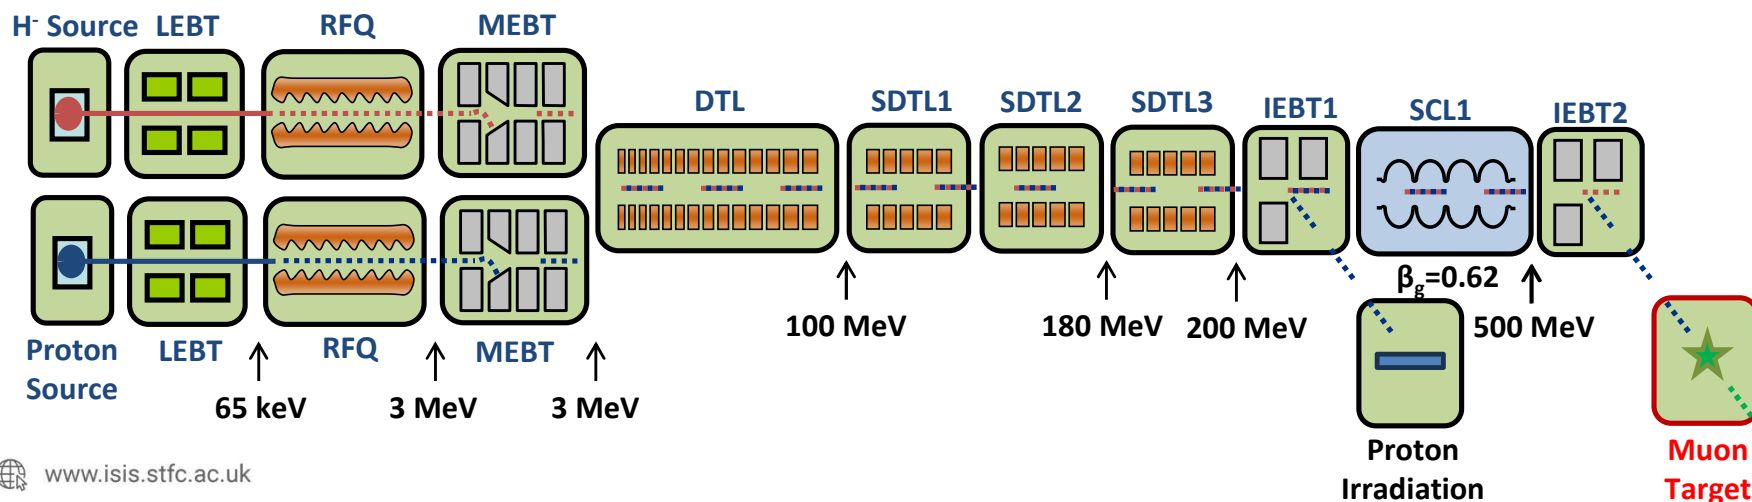 H⁻ Source LEBT RFQ MEBT
DTL SDTL1 SDTL2 SDTL3 IEBT1 SCL1 IEBT2
βg=0.62
Proton
Source
LEBT RFQ MEBT
65 keV 3 MeV 3 MeV
100 MeV 180 MeV 200 MeV 500 MeV
Proton
Irradiation
Muon
Target
www.isis.stfc.ac.uk